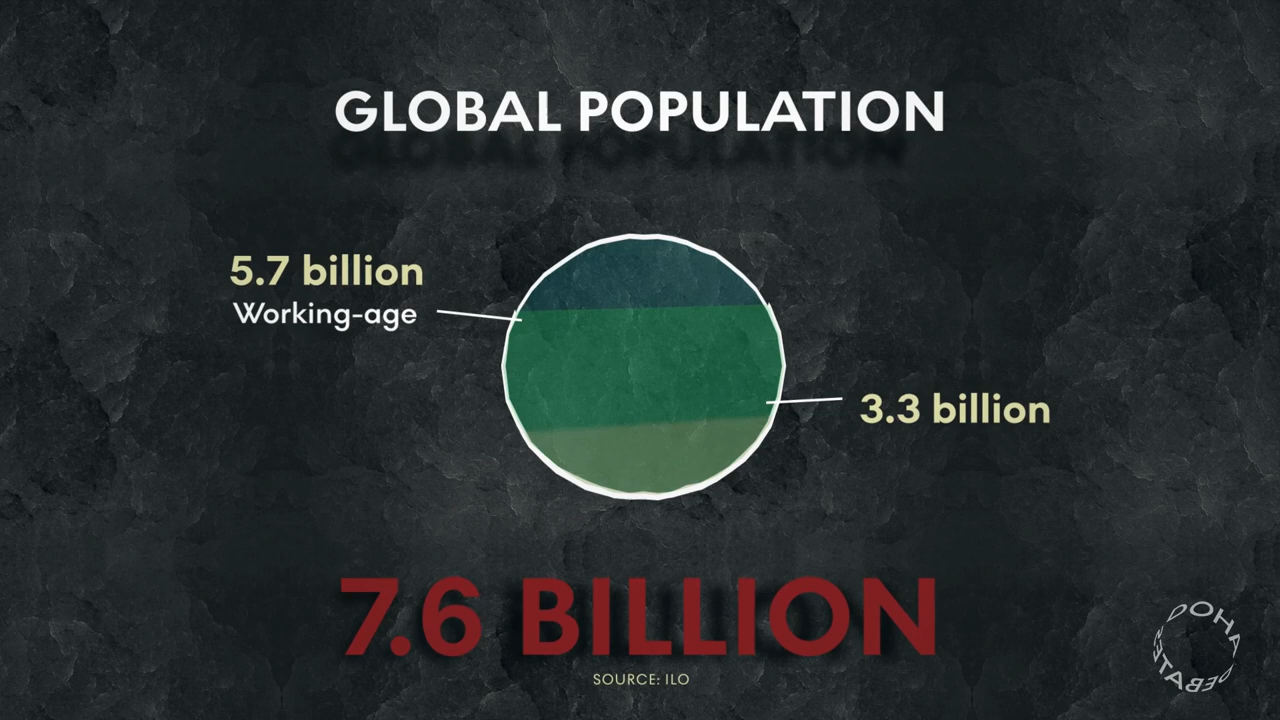 GLOBAL POPULATION
5.7 billion
Working-age
3.3 billion
7.6 BILLION
SOURCE: ILO
DOHA DEBATES